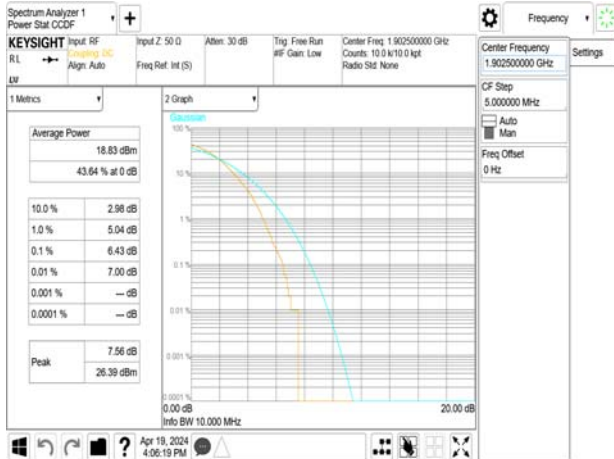 Spectrum Analyzer 1
Power Stat CCDF
Frequency
KEYSIGHT
RL
Input: RF
Coupling: DC
Align: Auto
Input Z: 50 Ω
Freq Ref: Int (S)
Atten: 30 dB
Trig: Free Run
#IF Gain: Low
Center Freq: 1.902500000 GHz
Counts: 10.0 k/10.0 kpt
Radio Std: None
Center Frequency
1.902500000 GHz
Settings
CF Step
5.000000 MHz
Auto
Man
Freq Offset
0 Hz
1 Metrics
Average Power
18.83 dBm
43.64 % at 0 dB
10.0 % 2.98 dB
1.0 % 5.04 dB
0.1 % 6.43 dB
0.01 % 7.00 dB
0.001 % --- dB
0.0001 % --- dB
Peak 7.56 dB
26.39 dBm
2 Graph
Gaussian
100 %
10 %
1 %
0.1 %
0.01 %
0.001 %
0.0001 %
0.00 dB 20.00 dB
Info BW 10.000 MHz
Apr 19, 2024
4:06:19 PM